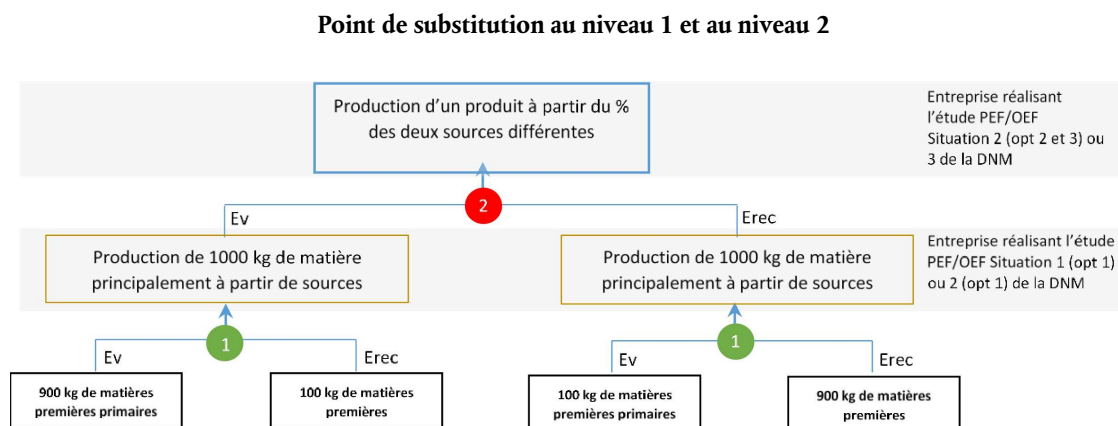 Point de substitution au niveau 1 et au niveau 2
Production d'un produit à partir du %
des deux sources différentes
Entreprise réalisant
l'étude PEF/OEF
Situation 2 (opt 2 et 3) ou
3 de la DNM
2
Ev
Erec
Production de 1000 kg de matière
principalement à partir de sources
Production de 1000 kg de matière
principalement à partir de sources
Entreprise réalisant l'étude
PEF/OEF Situation 1 (opt 1)
ou 2 (opt 1) de la DNM
1
1
Ev
Erec
Ev
Erec
900 kg de matières
premières primaires
100 kg de matières
premières
100 kg de matières
premières primaires
900 kg de matières
premières